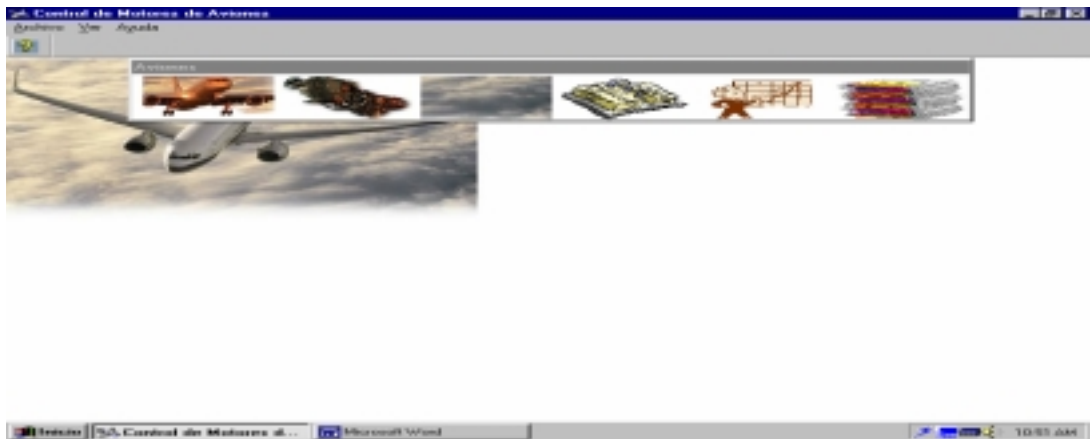 Control de Motores de Aviones
Archivo Ver Ayuda
Aviones
Inicio Control de Motores d... Microsoft Word 10:51 AM